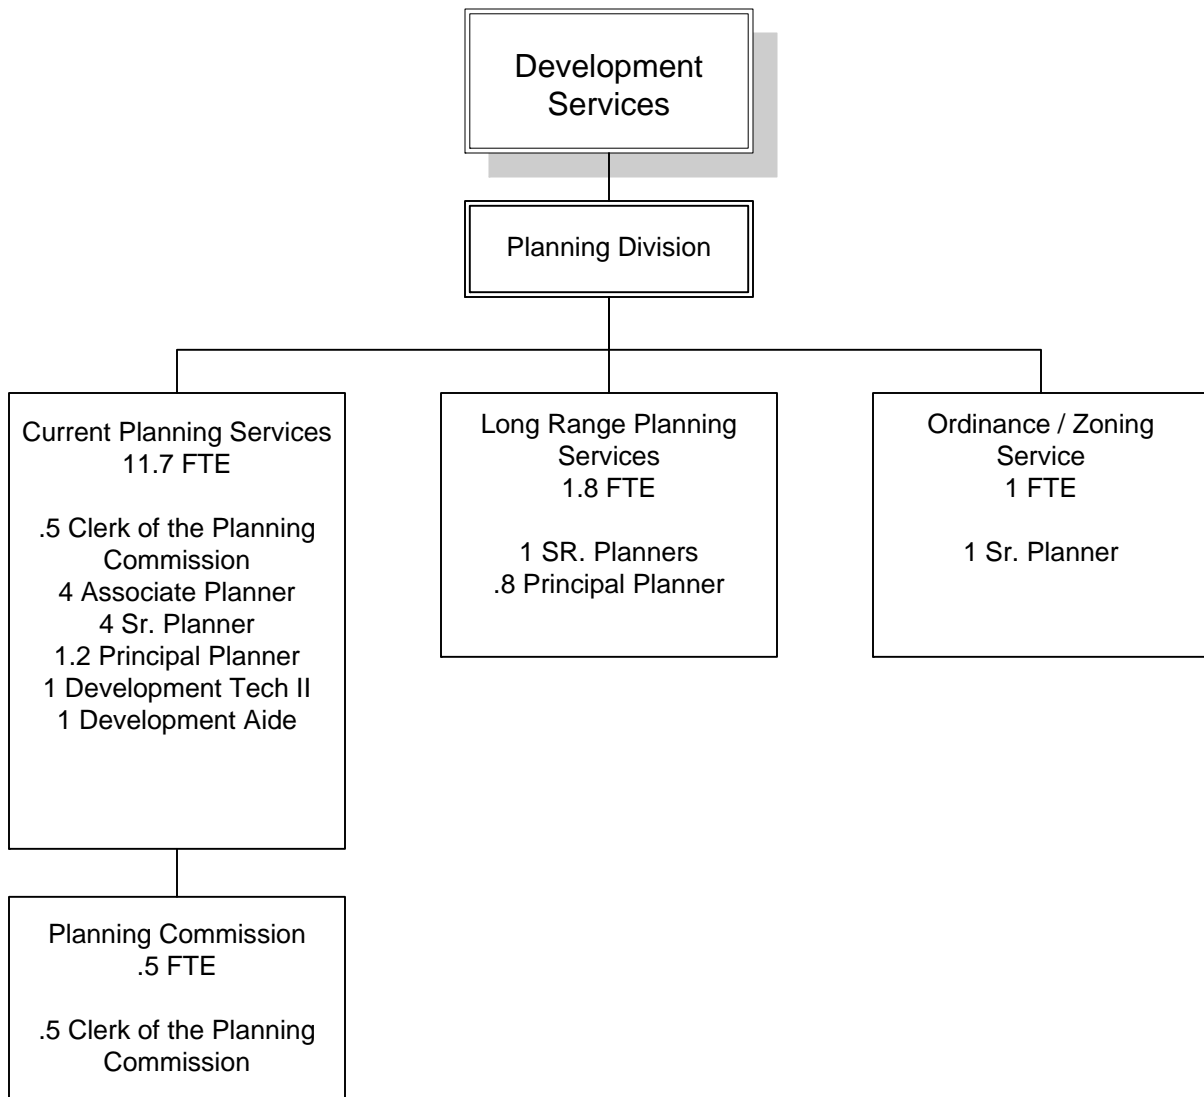 Development
Services
Planning Division
Current Planning Services
11.7 FTE
.5 Clerk of the Planning
Commission
4 Associate Planner
4 Sr. Planner
1.2 Principal Planner
1 Development Tech II
1 Development Aide
Long Range Planning
Services
1.8 FTE
1 SR. Planners
.8 Principal Planner
Ordinance / Zoning
Service
1 FTE
1 Sr. Planner
Planning Commission
.5 FTE
.5 Clerk of the Planning
Commission